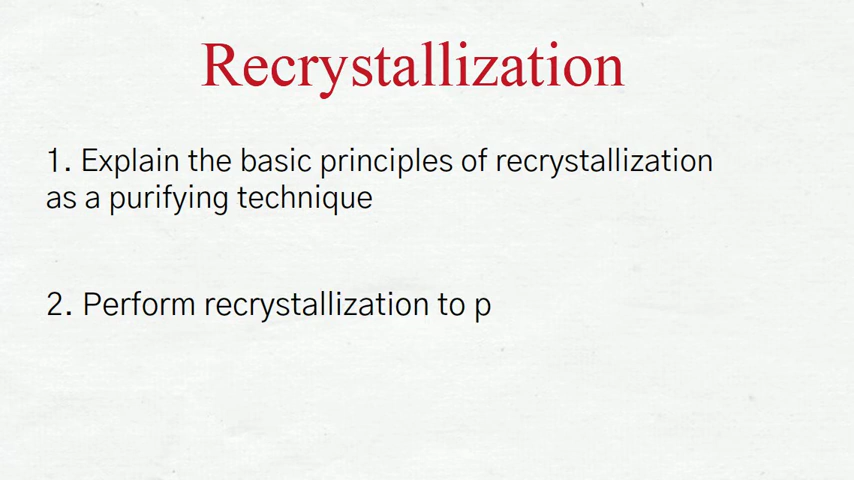 Recrystallization
1. Explain the basic principles of recrystallization
as a purifying technique
2. Perform recrystallization to p